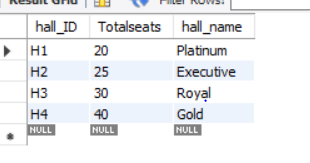 Result Grid Filter Rows:
hall_ID Totalseats hall_name
H1 20 Platinum
H2 25 Executive
H3 30 Royal
H4 40 Gold
NULL NULL NULL